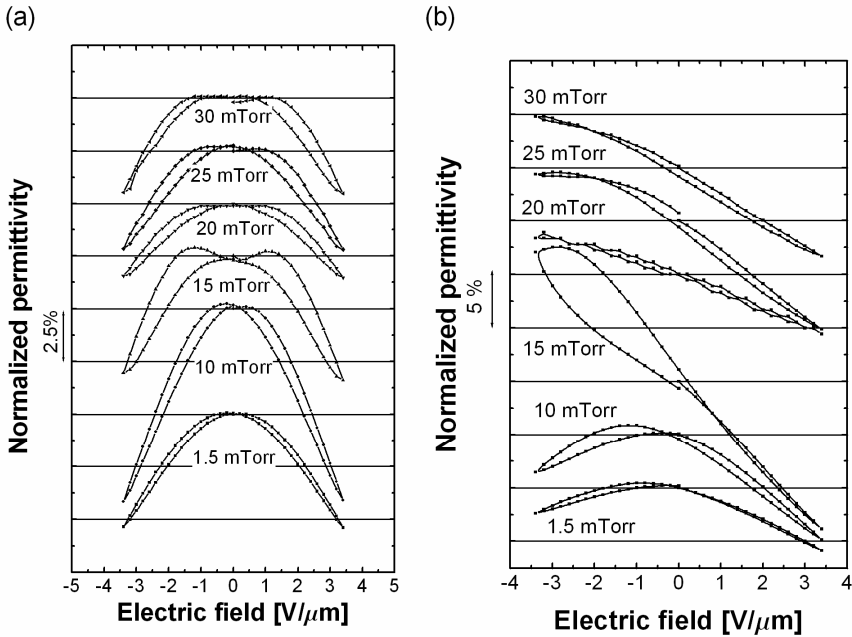 (a)
30 mTorr
25 mTorr
20 mTorr
15 mTorr
10 mTorr
1.5 mTorr
Normalized permittivity
2.5%
-5 -4 -3 -2 -1 0 1 2 3 4 5
Electric field [V/μm]
(b)
30 mTorr
25 mTorr
20 mTorr
15 mTorr
10 mTorr
1.5 mTorr
Normalized permittivity
5 %
-4 -3 -2 -1 0 1 2 3 4
Electric field [V/μm]